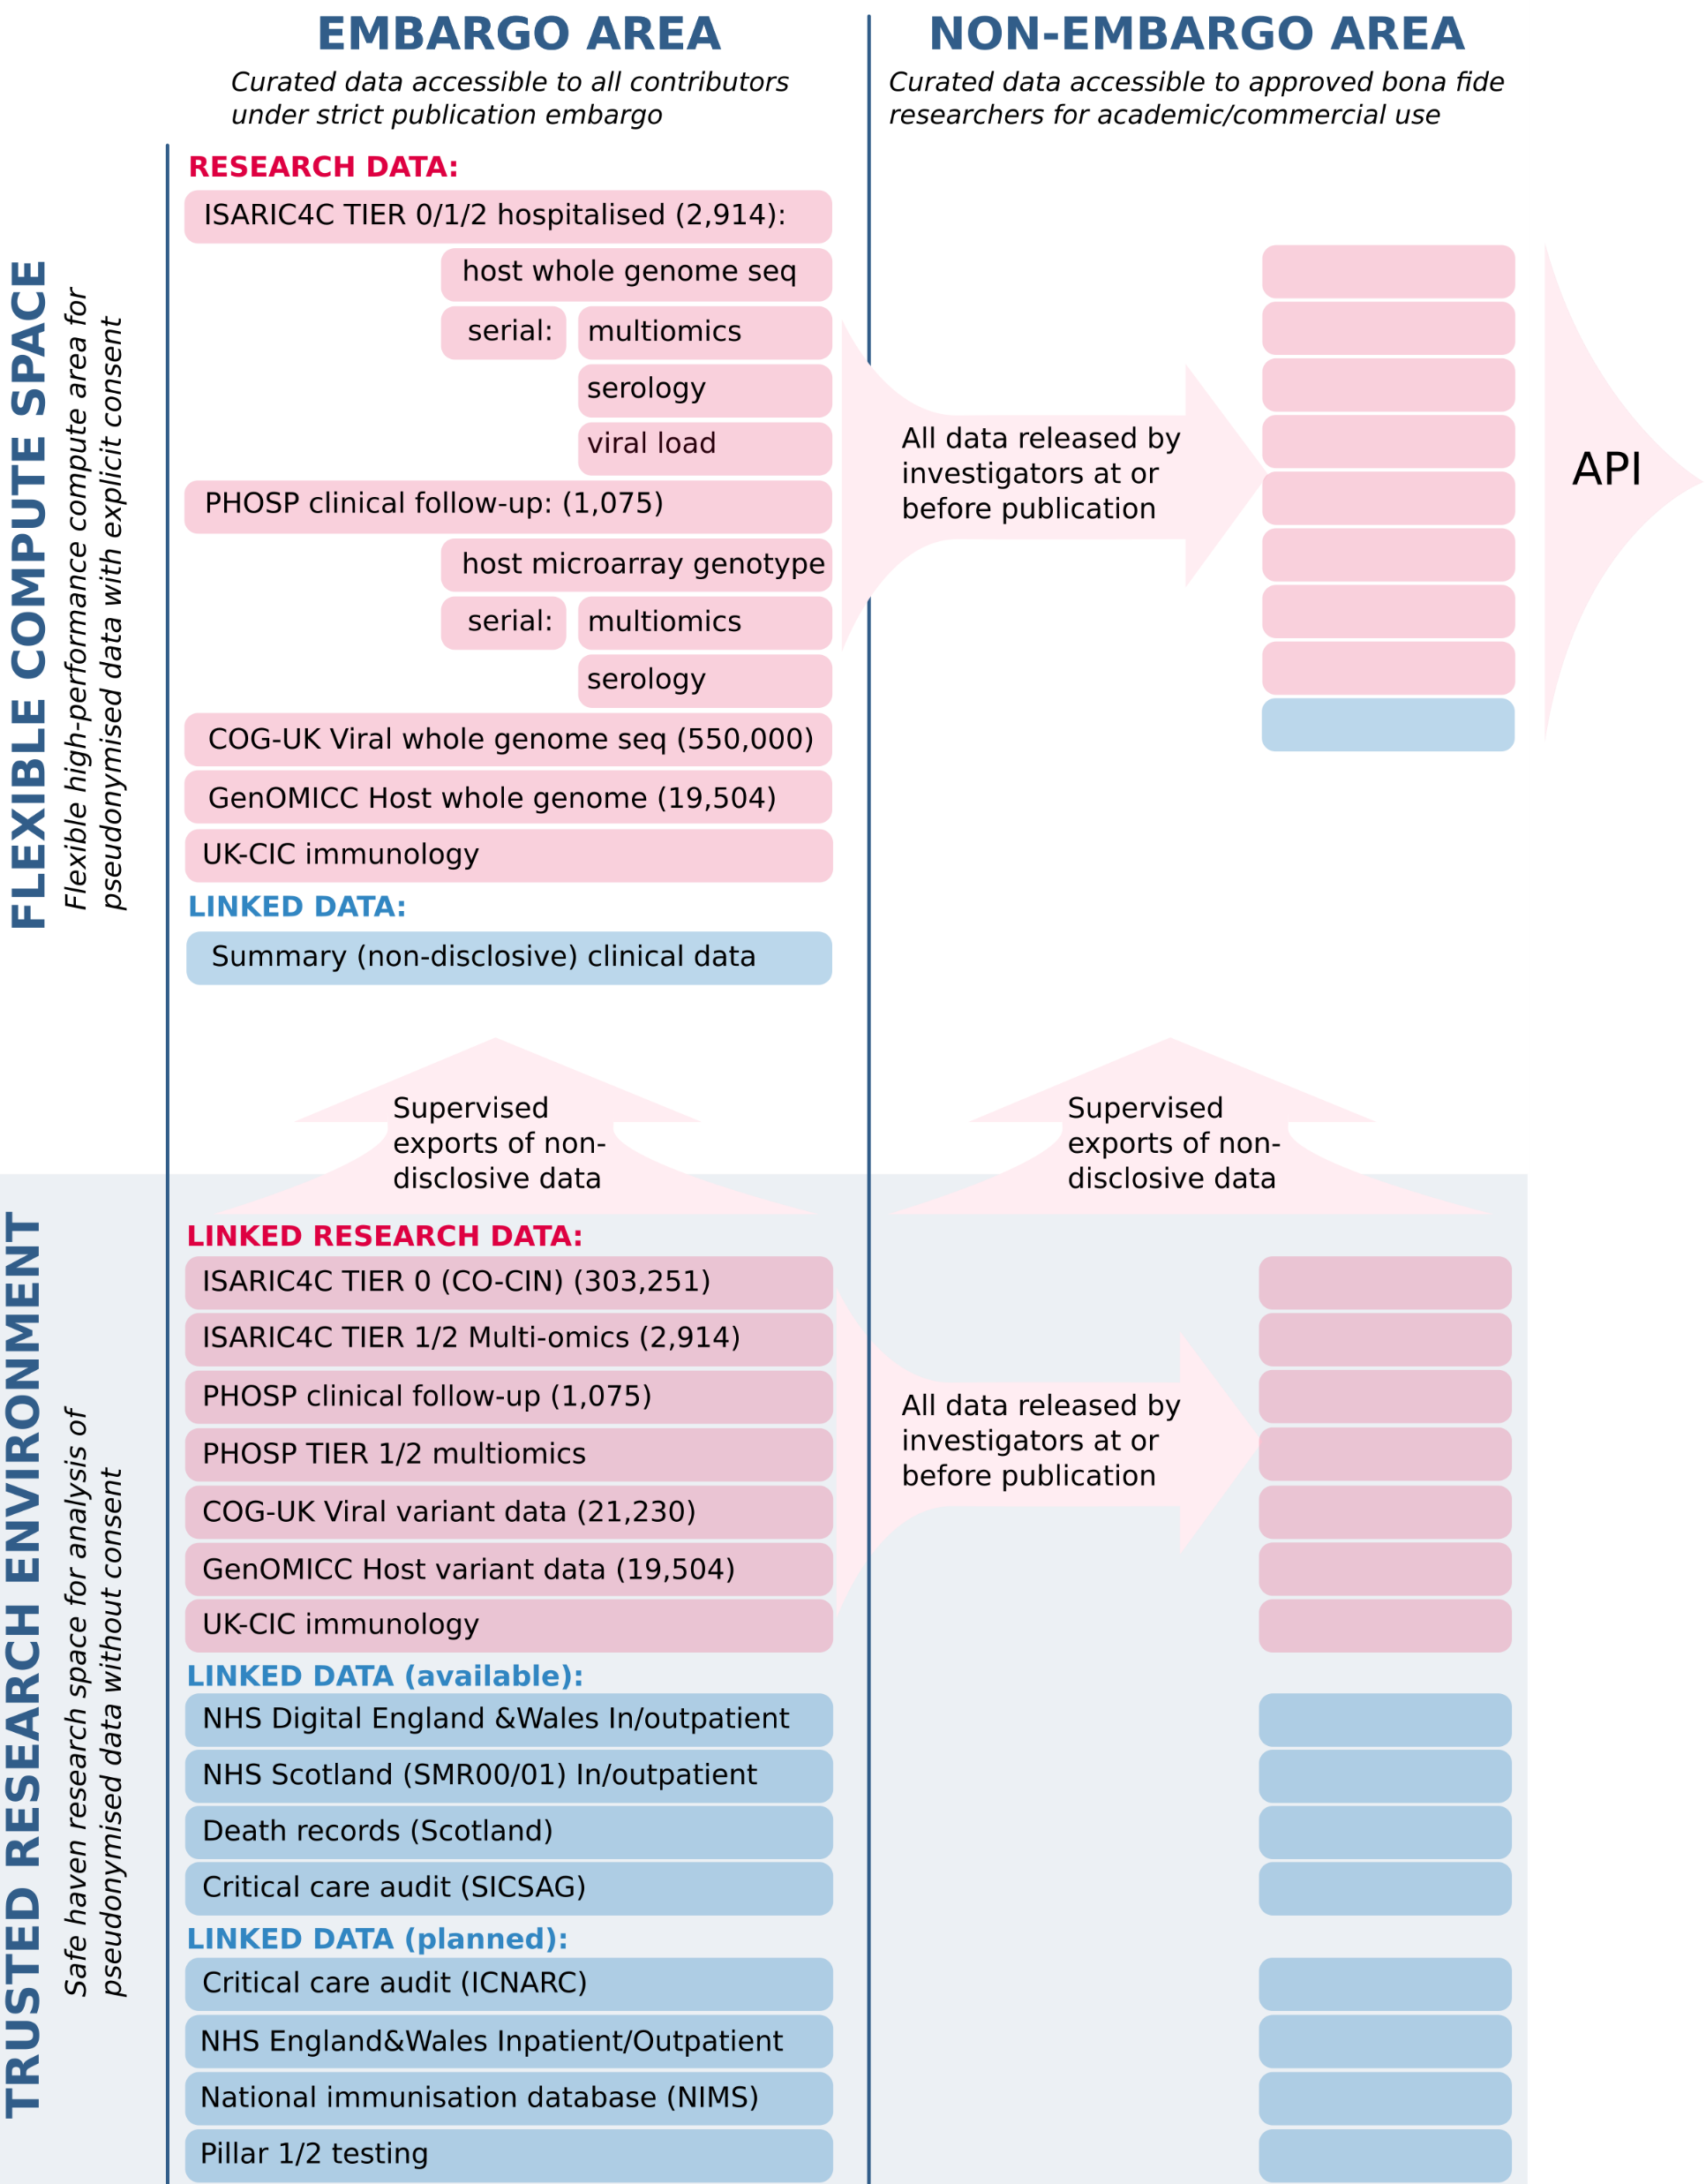 EMBARGO AREA
Curated data accessible to all contributors
under strict publication embargo
NON-EMBARGO AREA
Curated data accessible to approved bona fide
researchers for academic/commercial use
FLEXIBLE COMPUTE SPACE
Flexible high-performance compute area for
pseudonymised data with explicit consent
RESEARCH DATA:
ISARIC4C TIER 0/1/2 hospitalised (2,914):
host whole genome seq
serial: multiomics
serology
viral load
PHOSP clinical follow-up: (1,075)
host microarray genotype
serial: multiomics
serology
COG-UK Viral whole genome seq (550,000)
GenOMICC Host whole genome (19,504)
UK-CIC immunology
LINKED DATA:
Summary (non-disclosive) clinical data
All data released by
investigators at or
before publication
API
Supervised
exports of non-
disclosive data
Supervised
exports of non-
disclosive data
TRUSTED RESEARCH ENVIRONMENT
Safe haven research space for analysis of
pseudonymised data without consent
LINKED RESEARCH DATA:
ISARIC4C TIER 0 (CO-CIN) (303,251)
ISARIC4C TIER 1/2 Multi-omics (2,914)
PHOSP clinical follow-up (1,075)
PHOSP TIER 1/2 multiomics
COG-UK Viral variant data (21,230)
GenOMICC Host variant data (19,504)
UK-CIC immunology
All data released by
investigators at or
before publication
LINKED DATA (available):
NHS Digital England &Wales In/outpatient
NHS Scotland (SMR00/01) In/outpatient
Death records (Scotland)
Critical care audit (SICSAG)
LINKED DATA (planned):
Critical care audit (ICNARC)
NHS England&Wales Inpatient/Outpatient
National immunisation database (NIMS)
Pillar 1/2 testing